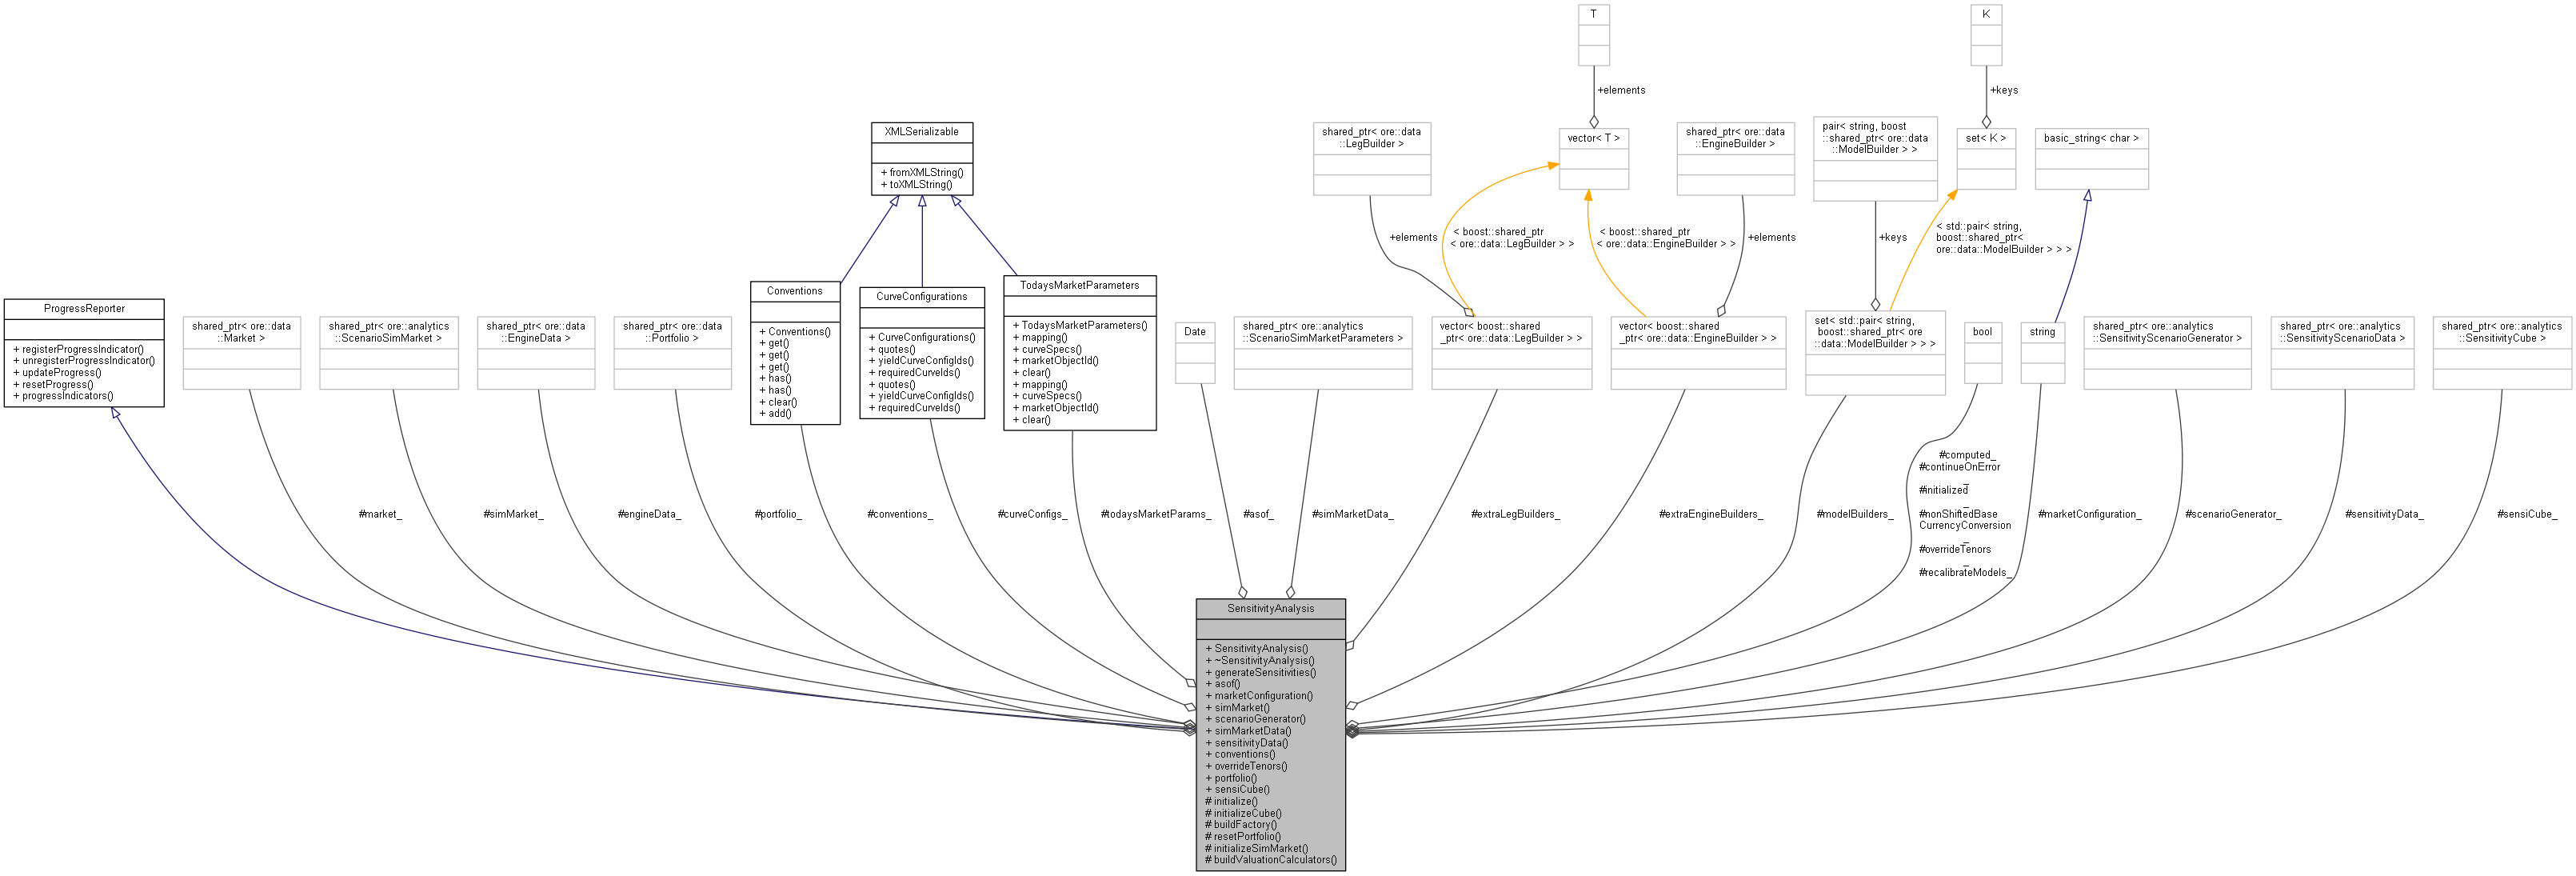 T
K
+elements
+keys
XMLSerializable
+ fromXMLString()
+ toXMLString()
shared_ptr< ore::data
::LegBuilder >
vector< T >
shared_ptr< ore::data
::EngineBuilder >
pair< string, boost
::shared_ptr< ore::data
::ModelBuilder > >
set< K >
basic_string< char >
+elements
< boost::shared_ptr
< ore::data::LegBuilder > >
< boost::shared_ptr
< ore::data::EngineBuilder > >
+elements
+keys
< std::pair< string,
boost::shared_ptr<
ore::data::ModelBuilder > > >
ProgressReporter
+ registerProgressIndicator()
+ unregisterProgressIndicator()
+ updateProgress()
+ resetProgress()
+ progressIndicators()
shared_ptr< ore::data
::Market >
shared_ptr< ore::analytics
::ScenarioSimMarket >
shared_ptr< ore::data
::EngineData >
shared_ptr< ore::data
::Portfolio >
Conventions
+ Conventions()
+ get()
+ get()
+ get()
+ has()
+ has()
+ clear()
+ add()
CurveConfigurations
+ CurveConfigurations()
+ quotes()
+ yieldCurveConfigIds()
+ requiredCurveIds()
+ quotes()
+ yieldCurveConfigIds()
+ requiredCurveIds()
TodaysMarketParameters
+ TodaysMarketParameters()
+ mapping()
+ curveSpecs()
+ marketObjectId()
+ clear()
+ mapping()
+ curveSpecs()
+ marketObjectId()
+ clear()
Date
shared_ptr< ore::analytics
::ScenarioSimMarketParameters >
vector< boost::shared
_ptr< ore::data::LegBuilder > >
vector< boost::shared
_ptr< ore::data::EngineBuilder > >
set< std::pair< string,
boost::shared_ptr< ore
::data::ModelBuilder > > >
bool
string
shared_ptr< ore::analytics
::SensitivityScenarioGenerator >
shared_ptr< ore::analytics
::SensitivityScenarioData >
shared_ptr< ore::analytics
::SensitivityCube >
#market_
#simMarket_
#engineData_
#portfolio_
#conventions_
#curveConfigs_
#todaysMarketParams_
#asof_
#simMarketData_
#extraLegBuilders_
#extraEngineBuilders_
#modelBuilders_
#computed_
#continueOnError
_
#initialized
_
#nonShiftedBase
CurrencyConversion
_
#overrideTenors
_
#recalibrateModels_
#marketConfiguration_
#scenarioGenerator_
#sensitivityData_
#sensiCube_
SensitivityAnalysis
+ SensitivityAnalysis()
+ ~SensitivityAnalysis()
+ generateSensitivities()
+ asof()
+ marketConfiguration()
+ simMarket()
+ scenarioGenerator()
+ simMarketData()
+ sensitivityData()
+ conventions()
+ overrideTenors()
+ portfolio()
+ sensiCube()
# initialize()
# initializeCube()
# buildFactory()
# resetPortfolio()
# initializeSimMarket()
# buildValuationCalculators()